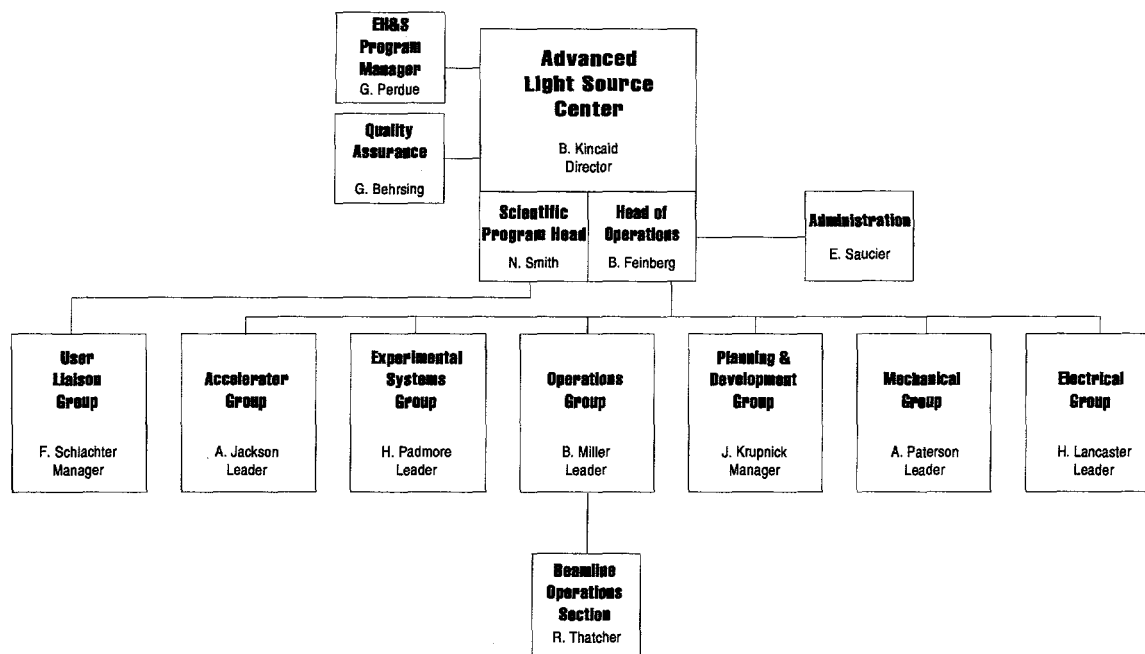 EH&S
Program
Manager
G. Perdue
Advanced
Light Source
Center
B. Kincaid
Director
Quality
Assurance
G. Behrsing
Scientific
Program Head
N. Smith
Head of
Operations
B. Feinberg
Administration
E. Saucier
User
Liaison
Group
F. Schlachter
Manager
Accelerator
Group
A. Jackson
Leader
Experimental
Systems
Group
H. Padmore
Leader
Operations
Group
B. Miller
Leader
Planning &
Development
Group
J. Krupnick
Manager
Mechanical
Group
A. Paterson
Leader
Electrical
Group
H. Lancaster
Leader
Beamline
Operations
Section
R. Thatcher